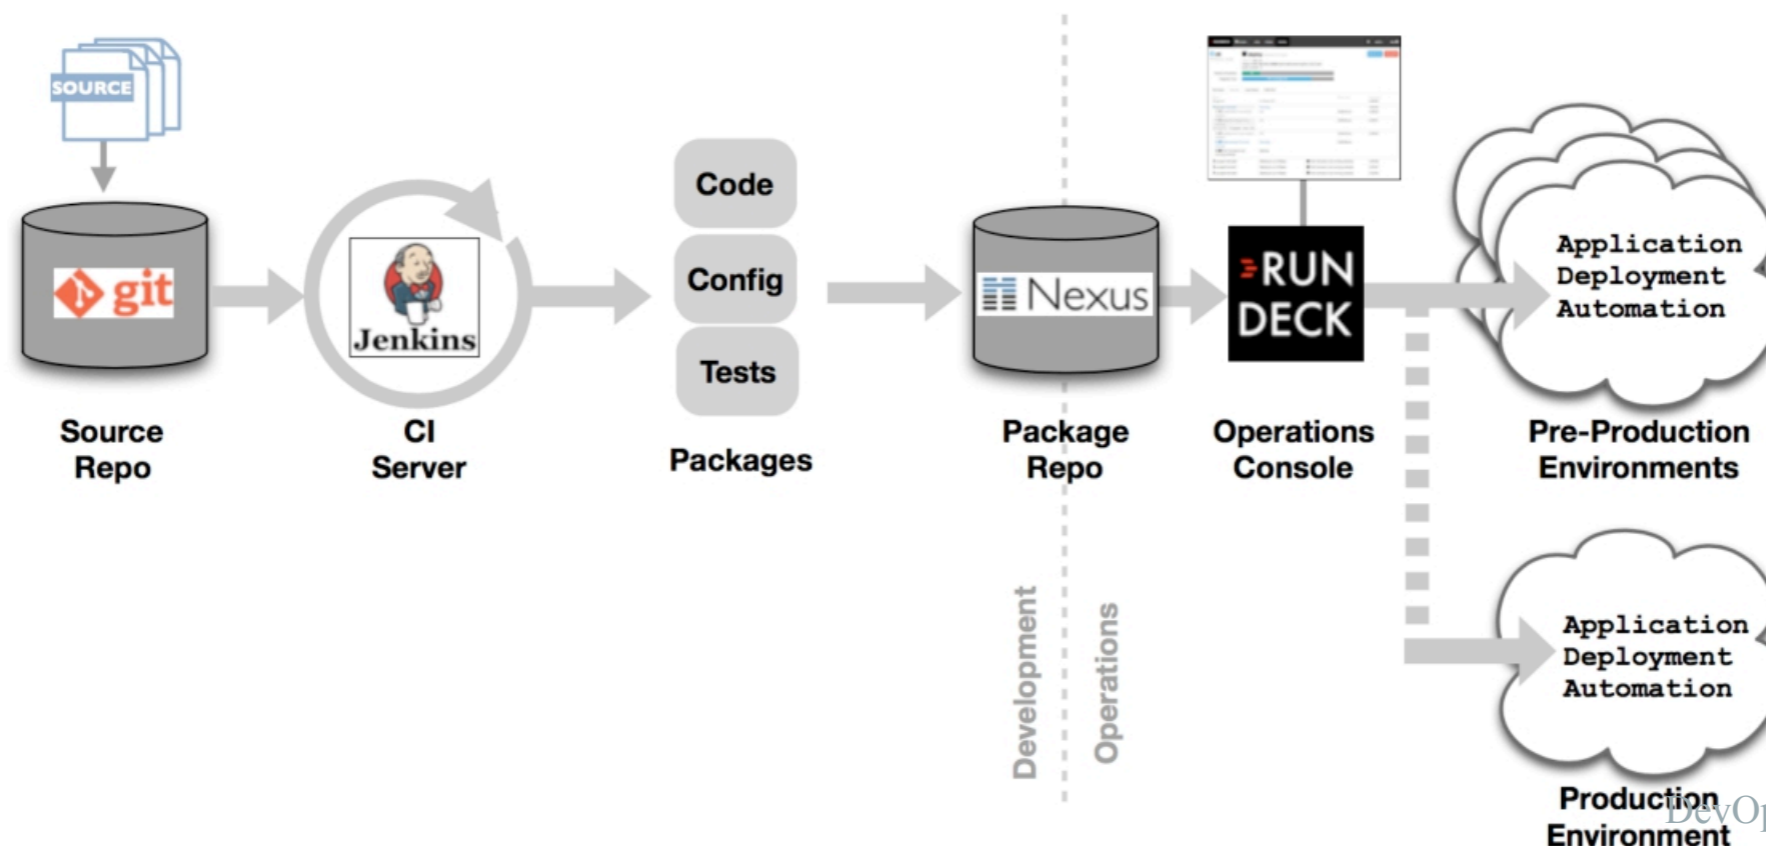 SOURCE
git
Jenkins
Code
Config
Tests
Nexus
RUN
DECK
Application
Deployment
Automation
Source
Repo
CI
Server
Packages
Package
Repo
Operations
Console
Pre-Production
Environments
Development
Operations
Application
Deployment
Automation
Production
Environment
DevOp